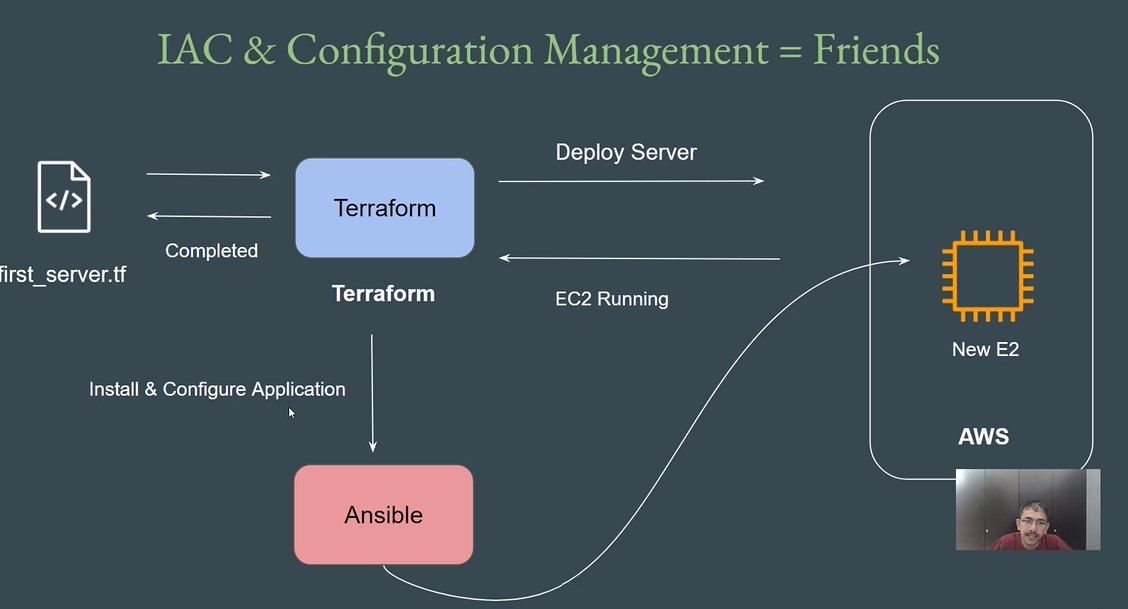 IAC & Configuration Management = Friends
Deploy Server
</>
Terraform
Completed
first_server.tf
Terraform
EC2 Running
New E2
Install & Configure Application
AWS
Ansible